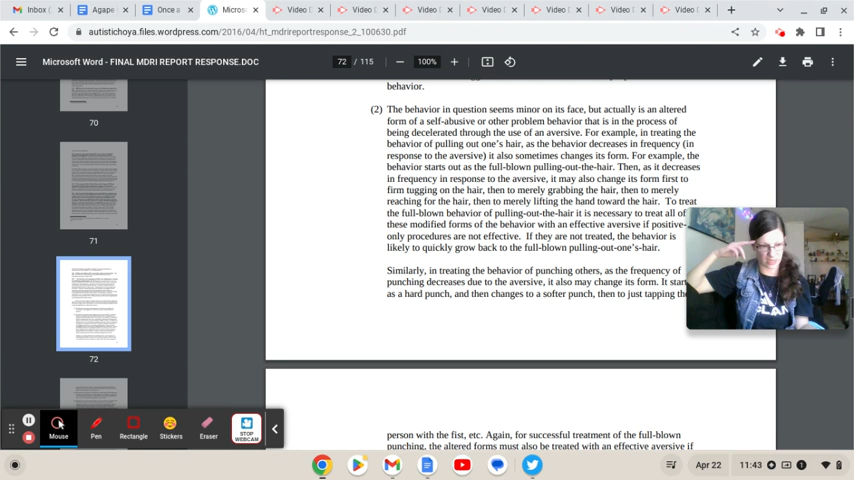 Inbox (
Agape
Once a
Micros
Video D
Video C
Video C
Video D
Video D
Video D
Video D
autistichoya.files.wordpress.com/2016/04/ht_mdrireportresponse_2_100630.pdf
Microsoft Word - FINAL MDRI REPORT RESPONSE.DOC
72 / 115
100%
behavior.
70
(2) The behavior in question seems minor on its face, but actually is an altered
form of a self-abusive or other problem behavior that is in the process of
being decelerated through the use of an aversive. For example, in treating the
behavior of pulling out one's hair, as the behavior decreases in frequency (in
response to the aversive) it also sometimes changes its form. For example, the
behavior starts out as the full-blown pulling-out-the-hair. Then, as it decreases
in frequency in response to the aversive, it may also change its form first to
firm tugging on the hair, then to merely grabbing the hair, then to merely
reaching for the hair, then to merely lifting the hand toward the hair. To treat
the full-blown behavior of pulling-out-the-hair it is necessary to treat all of
these modified forms of the behavior with an effective aversive if positive-
only procedures are not effective. If they are not treated, the behavior is
likely to quickly grow back to the full-blown pulling-out-one's-hair.
71
Similarly, in treating the behavior of punching others, as the frequency of
punching decreases due to the aversive, it also may change its form. It start
as a hard punch, and then changes to a softer punch, then to just tapping the
72
Mouse
Pen
Rectangle
Stickers
Eraser
STOP
WEBCAM
person with the fist, etc. Again, for successful treatment of the full-blown
punching, the altered forms must also be treated with an effective aversive if
Apr 22
11:43